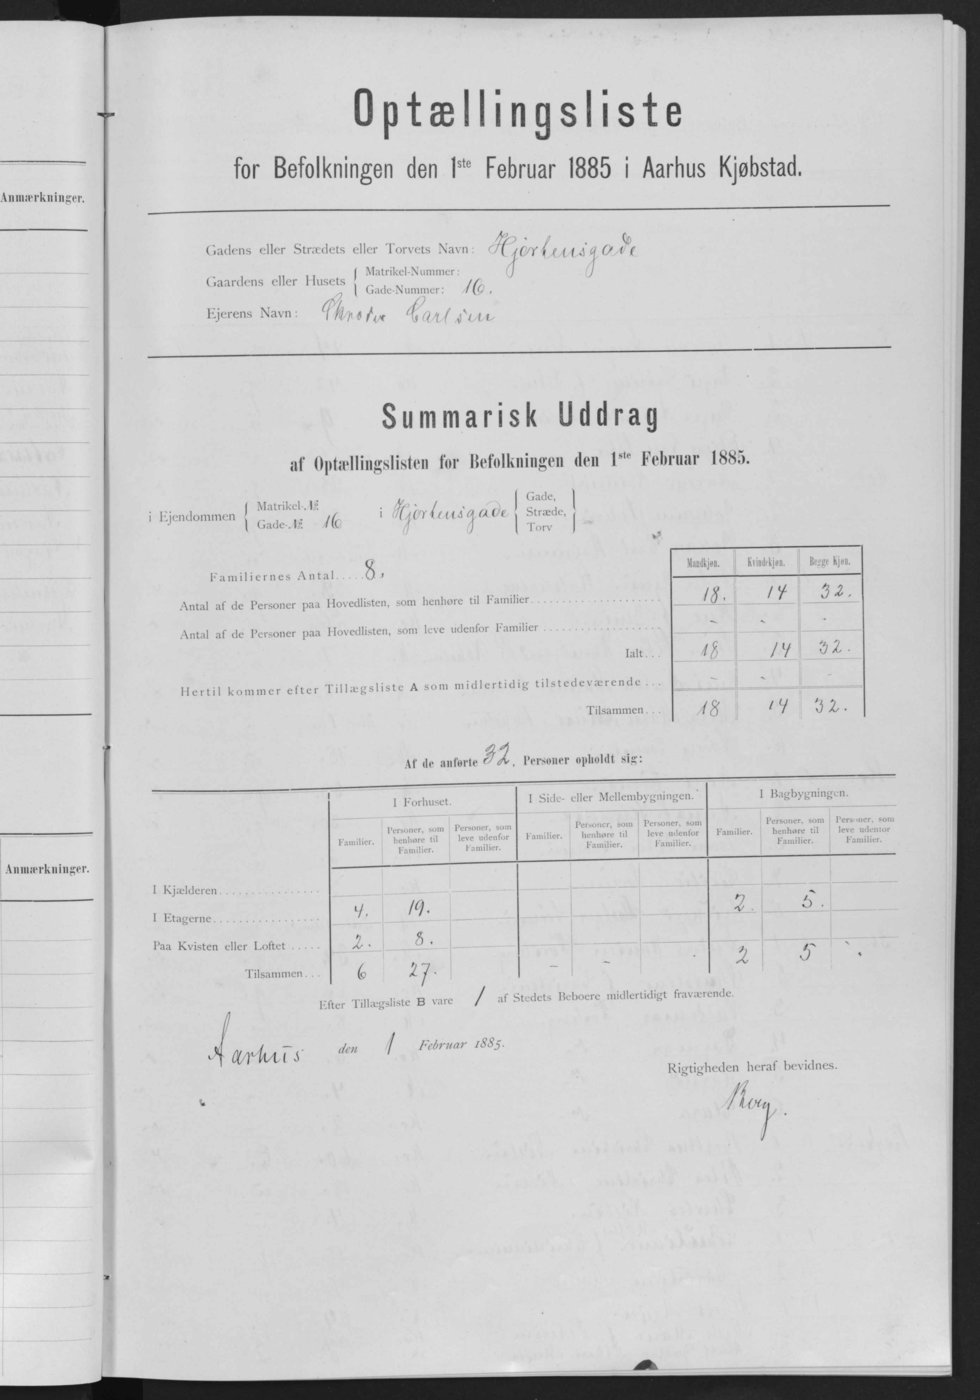 Anmærkninger.
Anmærkninger.
Optællingsliste
for Befolkningen den 1ste Februar 1885 i Aarhus Kjøbstad.
Gadens eller Strædets eller Torvets Navn: Hjortensgade
Gaardens eller Husets { Matrikel-Nummer:
Gade-Nummer: 16.
Ejerens Navn: Carlsen
Summarisk Uddrag
af Optællingslisten for Befolkningen den 1ste Februar 1885.
i Ejendommen { Matrikel-№
Gade-№ 16 i Hjortensgade { Gade, Stræde, Torv }
Mandkjøn. Kvindekjøn. Begge Kjøn.
Familiernes Antal..... 8,
Antal af de Personer paa Hovedlisten, som henhøre til Familier 18. 14 32.
Antal af de Personer paa Hovedlisten, som leve udenfor Familier - - -
Ialt... 18 14 32.
Hertil kommer efter Tillægsliste A som midlertidig tilstedeværende... - - -
Tilsammen... 18 14 32.
Af de anførte 32, Personer opholdt sig:
I Forhuset. I Side- eller Mellembygningen. I Bagbygningen.
Familier. Personer, som henhøre til Familier. Personer, som leve udenfor Familier. Familier. Personer, som henhøre til Familier. Personer, som leve udenfor Familier. Familier. Personer, som henhøre til Familier. Personer, som leve udenfor Familier.
I Kjælderen
I Etagerne 4. 19. 2. 5.
Paa Kvisten eller Loftet..... 2. 8.
Tilsammen... 6 27. - - . 2 5 .
Efter Tillægsliste B vare 1 af Stedets Beboere midlertidigt fraværende.
Aarhus den 1 Februar 1885.
Rigtigheden heraf bevidnes.